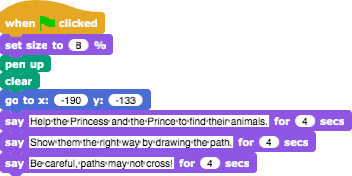 when clicked
set size to 8 %
pen up
clear
go to x: -190 y: -133
say Help the Princess and the Prince to find their animals. for 4 secs
say Show them the right way by drawing the path. for 4 secs
say Be careful, paths may not cross! for 4 secs